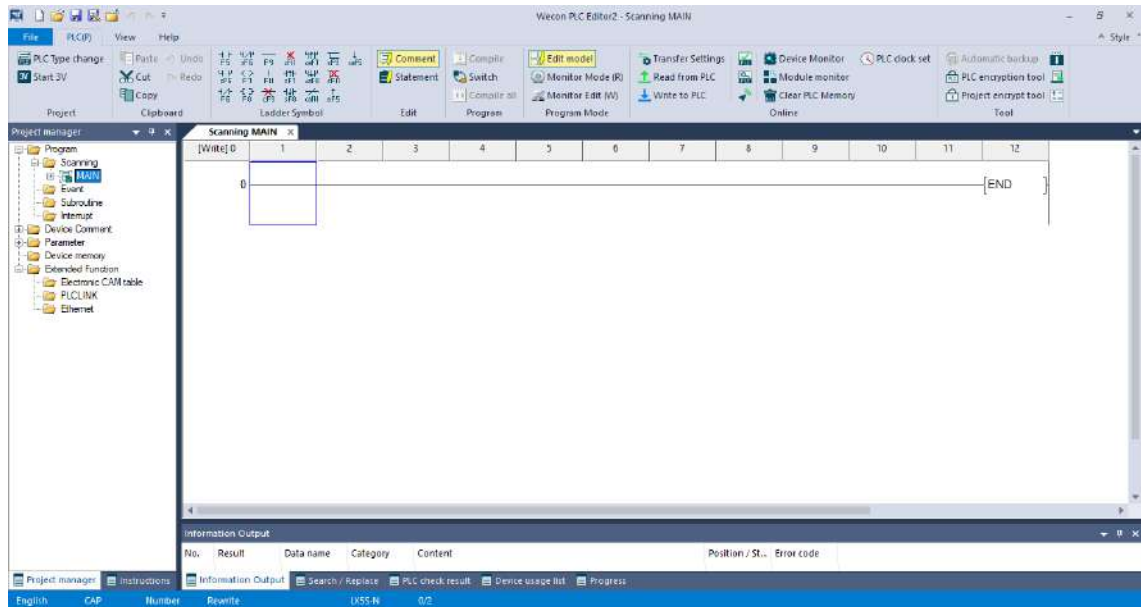 Wecon PLC Editor2 - Scanning MAIN
File PLC(P) View Help
Style
PLC Type change
Start 3V
Project
Paste Undo
Cut Redo
Copy
Clipboard
Ladder Symbol
Comment
Statement
Edit
Compile
Switch
Compile all
Program
Edit model
Monitor Mode (R)
Monitor Edit (W)
Program Mode
Transfer Settings
Read from PLC
Write to PLC
Device Monitor
Module monitor
Clear PLC Memory
PLC clock set
Online
Automatic backup
PLC encryption tool
Project encrypt tool
Tool
Project manager
Program
Scanning
MAIN
Event
Subroutine
Interrupt
Device Comment
Parameter
Device memory
Extended Function
Electronic CAM table
PLCLINK
Ethernet
Scanning MAIN
[Write] 0 1 2 3 4 5 6 7 8 9 10 11 12
0 [END ]
Information Output
No. Result Data name Category Content Position / St... Error code
Project manager Instructions Information Output Search / Replace PLC check result Device usage list Progress
English CAP Number Rewrite LX5S-N 0/2